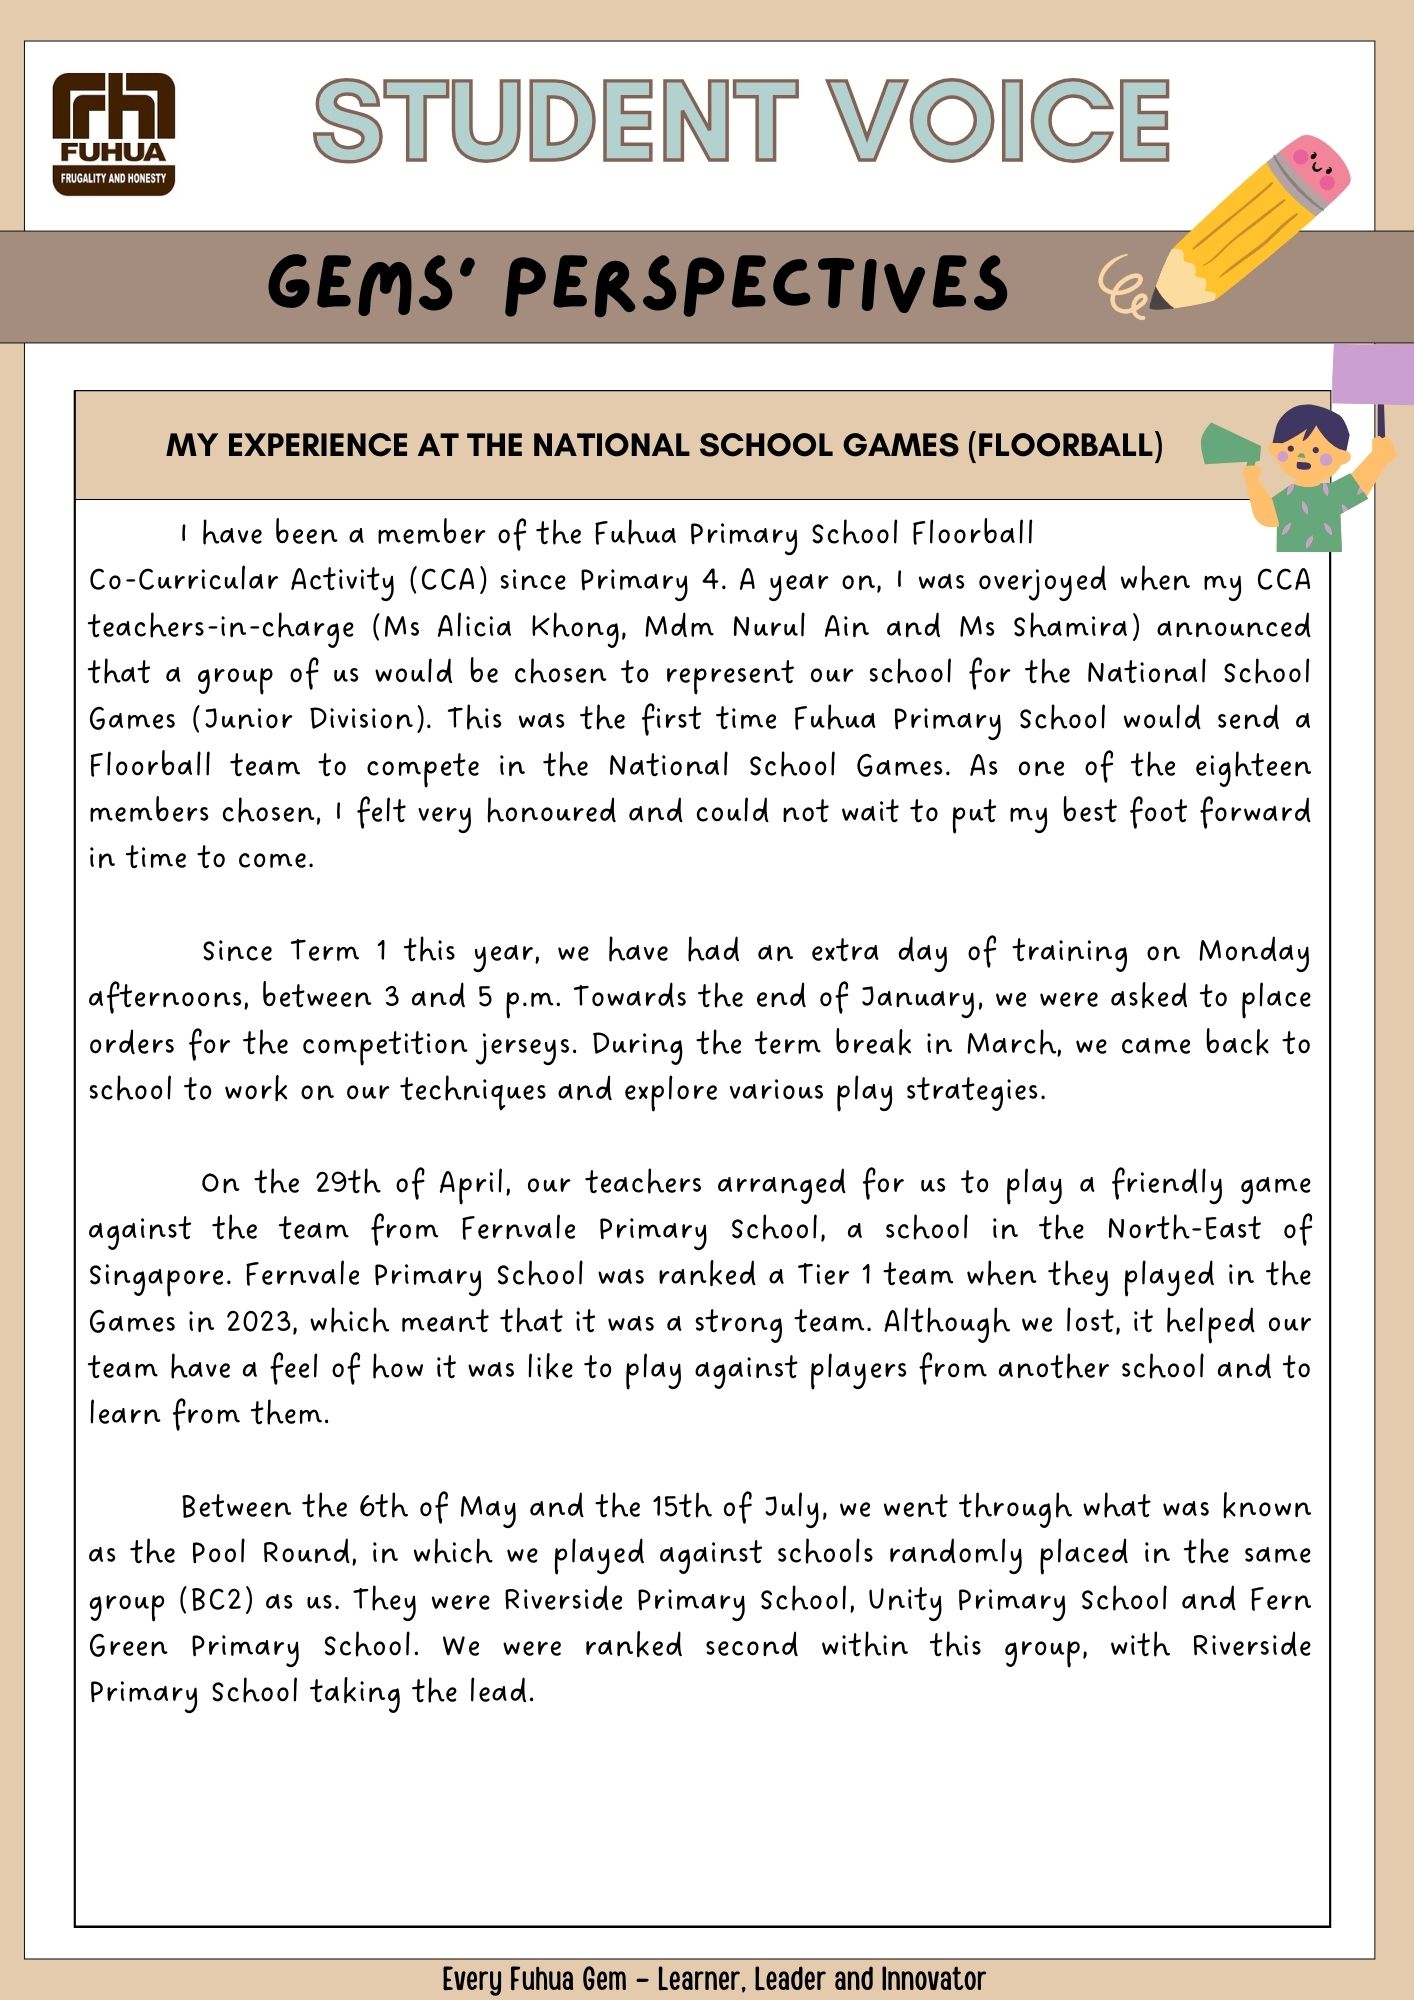 FUHUA
FRUGALITY AND HONESTY
STUDENT VOICE
GEMS' PERSPECTIVES
MY EXPERIENCE AT THE NATIONAL SCHOOL GAMES (FLOORBALL)
I have been a member of the Fuhua Primary School Floorball
Co-Curricular Activity (CCA) since Primary 4. A year on, I was overjoyed when my CCA
teachers-in-charge (Ms Alicia Khong, Mdm Nurul Ain and Ms Shamira) announced
that a group of us would be chosen to represent our school for the National School
Games (Junior Division). This was the first time Fuhua Primary School would send a
Floorball team to compete in the National School Games. As one of the eighteen
members chosen, I felt very honoured and could not wait to put my best foot forward
in time to come.
Since Term 1 this year, we have had an extra day of training on Monday
afternoons, between 3 and 5 p.m. Towards the end of January, we were asked to place
orders for the competition jerseys. During the term break in March, we came back to
school to work on our techniques and explore various play strategies.
On the 29th of April, our teachers arranged for us to play a friendly game
against the team from Fernvale Primary School, a school in the North-East of
Singapore. Fernvale Primary School was ranked a Tier 1 team when they played in the
Games in 2023, which meant that it was a strong team. Although we lost, it helped our
team have a feel of how it was like to play against players from another school and to
learn from them.
Between the 6th of May and the 15th of July, we went through what was known
as the Pool Round, in which we played against schools randomly placed in the same
group (BC2) as us. They were Riverside Primary School, Unity Primary School and Fern
Green Primary School. We were ranked second within this group, with Riverside
Primary School taking the lead.
Every Fuhua Gem - Learner, Leader and Innovator